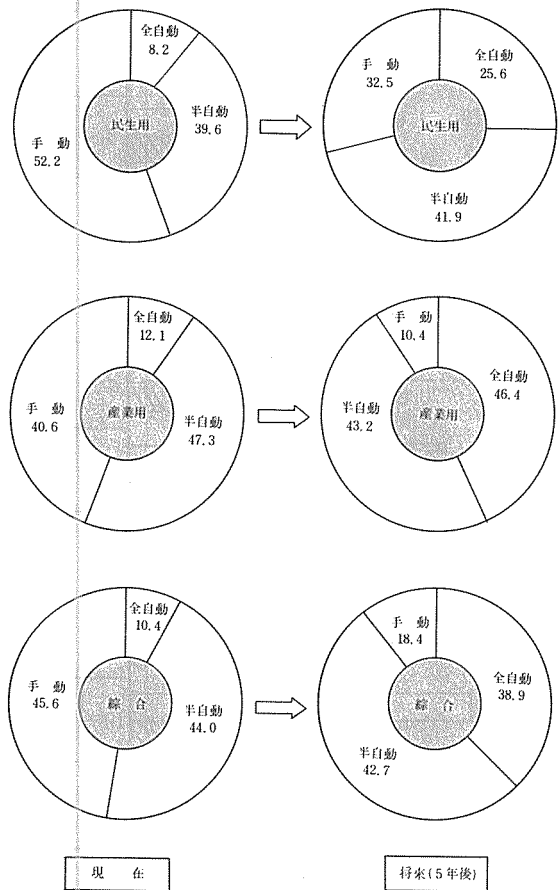 全自動
8.2
民生用
半自動
39.6
手動
52.2
全自動
25.6
手動
32.5
民生用
半自動
41.9
全自動
12.1
産業用
手動
40.6
半自動
47.3
手動
10.4
全自動
46.4
産業用
半自動
43.2
全自動
10.4
手動
45.6
綜合
半自動
44.0
手動
18.4
全自動
38.9
綜合
半自動
42.7
現在
将来(5年後)